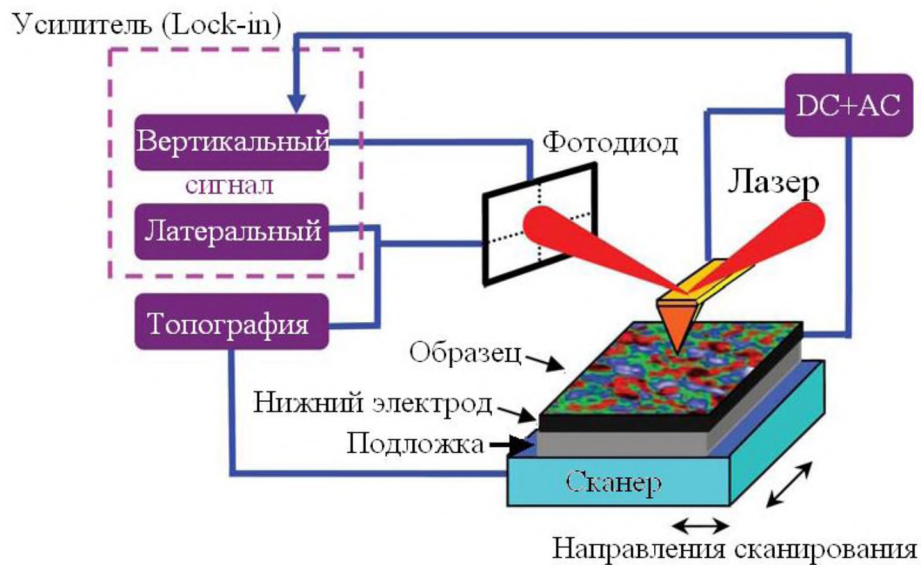 Усилитель (Lock-in)
DC+AC
Вертикальный
Фотодиод
сигнал
Лазер
Латеральный
Топография
Образец
Нижний электрод
Подложка
Сканер
Направления сканирования